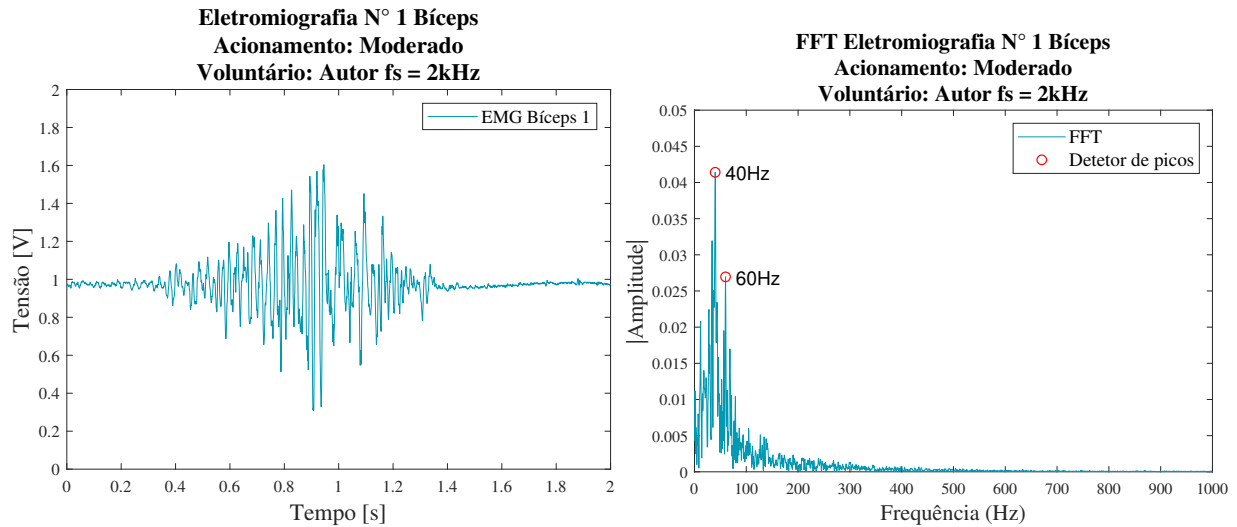 Eletromiografia N° 1 Bíceps
Acionamento: Moderado
Voluntário: Autor fs = 2kHz
EMG Bíceps 1
Tensão [V]
2
1.8
1.6
1.4
1.2
1
0.8
0.6
0.4
0.2
0
0 0.2 0.4 0.6 0.8 1 1.2 1.4 1.6 1.8 2
Tempo [s]
FFT Eletromiografia N° 1 Bíceps
Acionamento: Moderado
Voluntário: Autor fs = 2kHz
FFT
Detetor de picos
40Hz
60Hz
|Amplitude|
0.05
0.045
0.04
0.035
0.03
0.025
0.02
0.015
0.01
0.005
0
0 100 200 300 400 500 600 700 800 900 1000
Frequência (Hz)